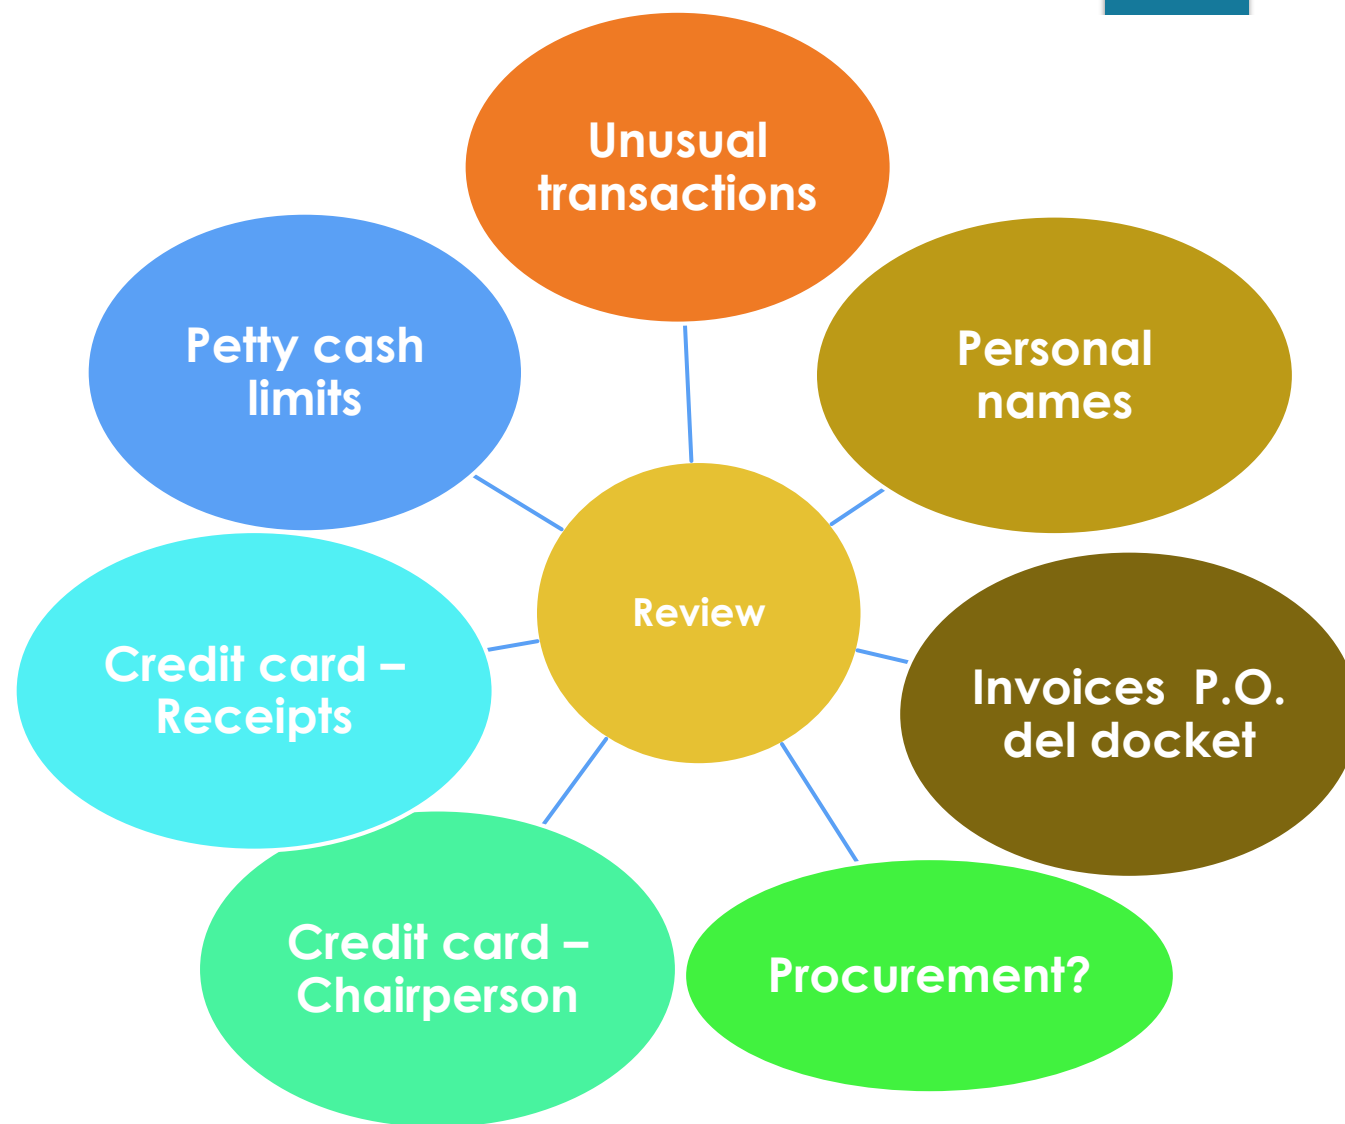 Unusual
transactions
Personal
names
Invoices  P.O.
del docket
Procurement?
Credit card –
Chairperson
Credit card –
Receipts
Petty cash
limits
Review